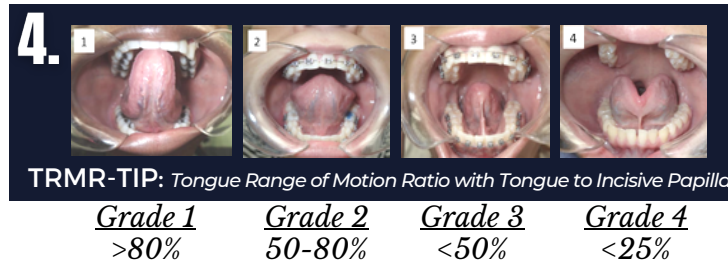 4.
1 2 3 4
TRMR-TIP: Tongue Range of Motion Ratio with Tongue to Incisive Papilla
Grade 1 Grade 2 Grade 3 Grade 4
>80% 50-80% <50% <25%